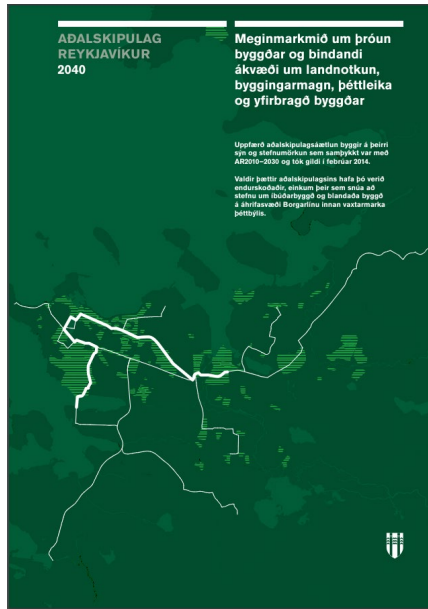 AÐALSKIPULAG
REYKJAVÍKUR
2040
Meginmarkmið um þróun
byggðar og bindandi
ákvæði um landnotkun,
byggingarmagn, þéttleika
og yfirbragð byggðar
Uppfærð aðalskipulagsáætlun byggir á þeirri
sýn og stefnumörkun sem samþykkt var með
AR2010–2030 og tók gildi í febrúar 2014.
Valdir þættir aðalskipulagsins hafa þó verið
endurskoðaðir, einkum þeir sem snúa að
stefnu um íbúðarbyggð og blandaða byggð
á áhrifasvæði Borgarlínu innan vaxtarmarka
þéttbýlis.